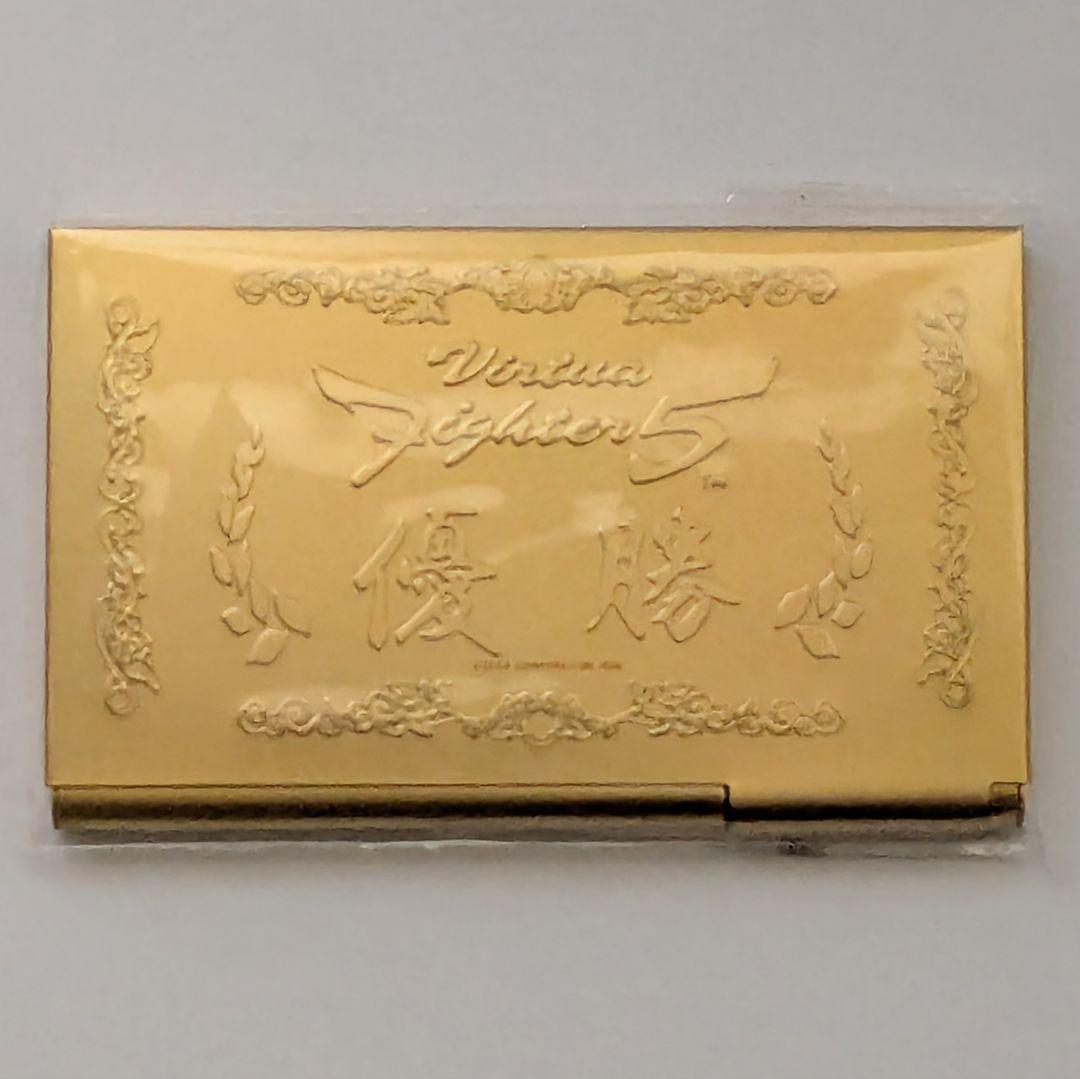 Virtua
Fighter 5
TM
優勝